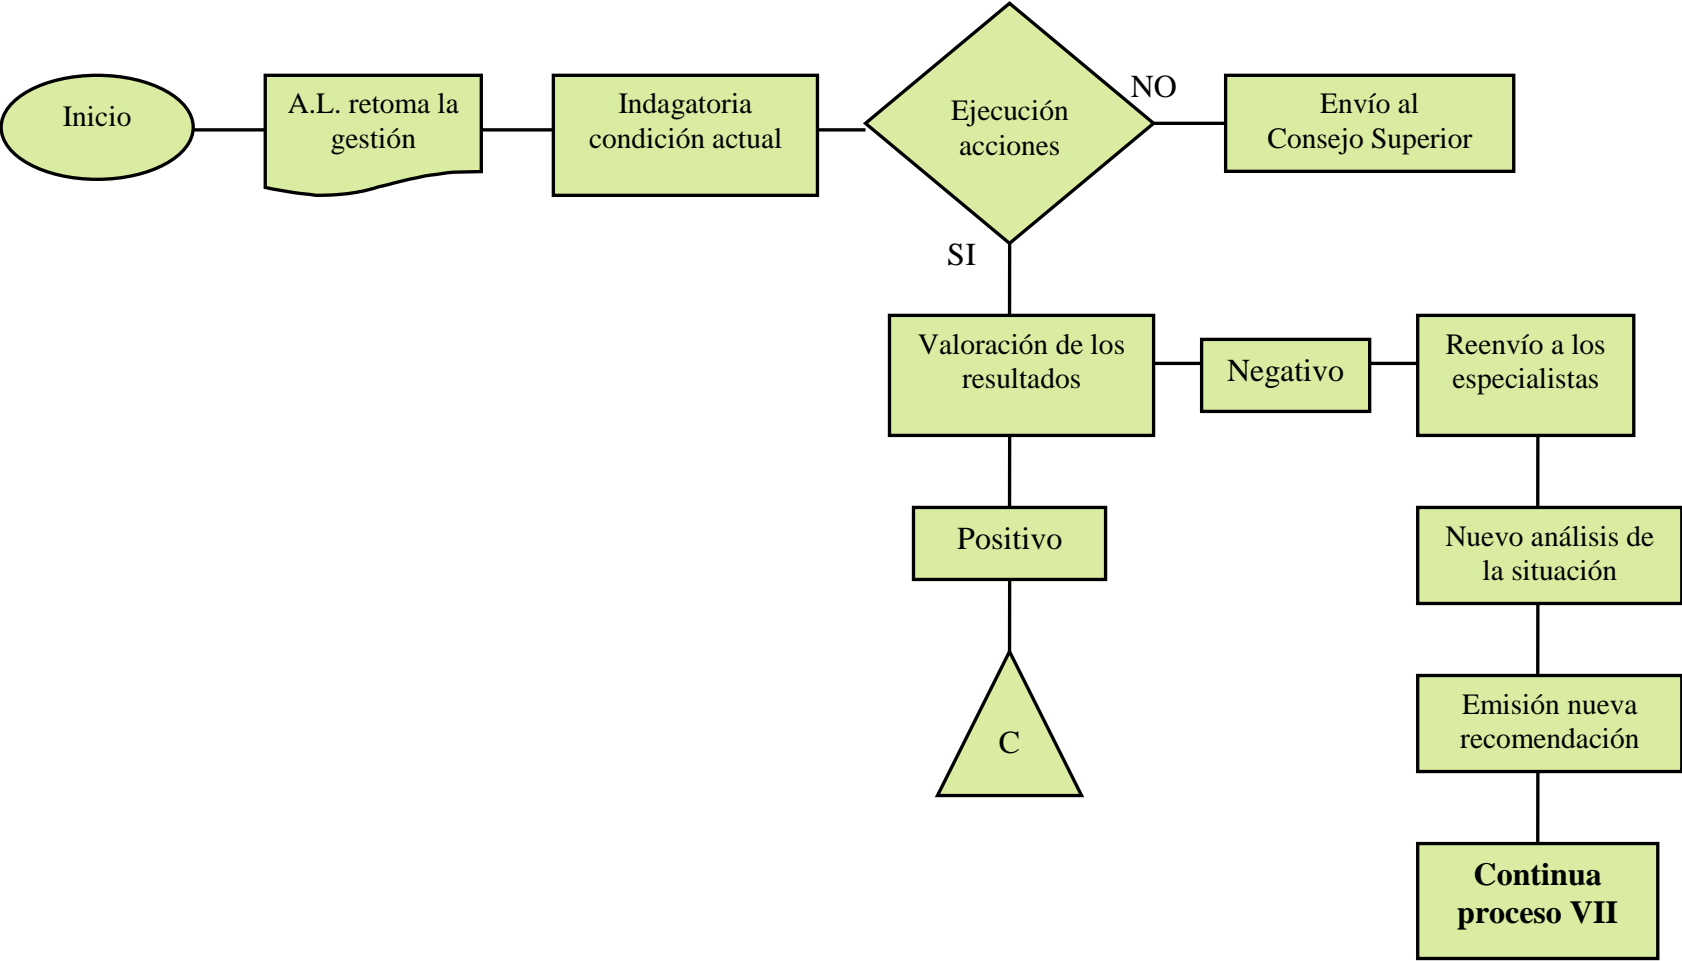 Inicio
A.L. retoma la
gestión
Indagatoria
condición actual
Ejecución
acciones
NO
Envío al
Consejo Superior
SI
Valoración de los
resultados
Negativo
Reenvío a los
especialistas
Positivo
Nuevo análisis de
la situación
C
Emisión nueva
recomendación
Continua
proceso VII